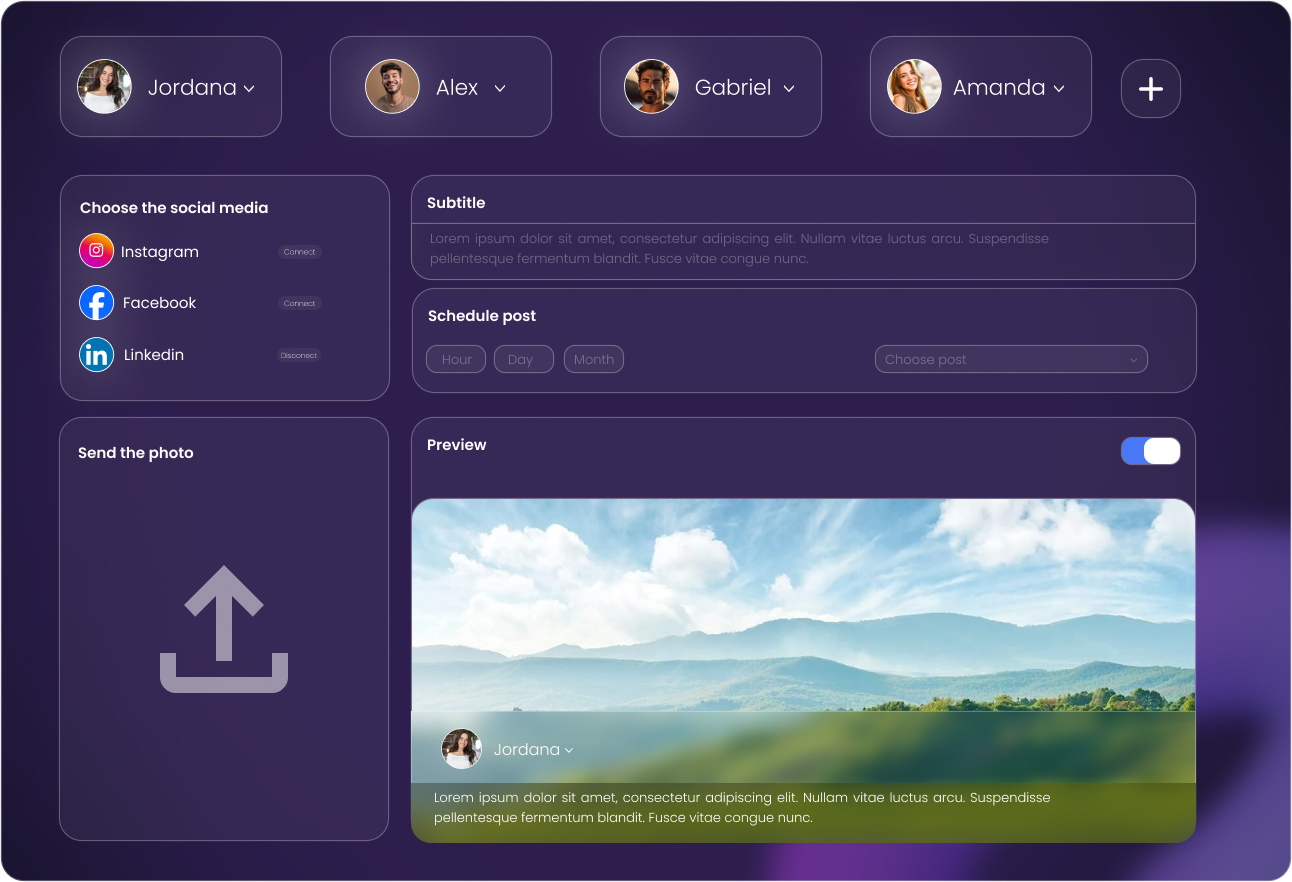 Jordana
Alex
Gabriel
Amanda
Choose the social media
Instagram
Connect
Facebook
Connect
Linkedin
Disconect
Subtitle
Lorem ipsum dolor sit amet, consectetur adipiscing elit. Nullam vitae luctus arcu. Suspendisse
pellentesque fermentum blandit. Fusce vitae congue nunc.
Schedule post
Hour
Day
Month
Choose post
Send the photo
Preview
Jordana
Lorem ipsum dolor sit amet, consectetur adipiscing elit. Nullam vitae luctus arcu. Suspendisse
pellentesque fermentum blandit. Fusce vitae congue nunc.